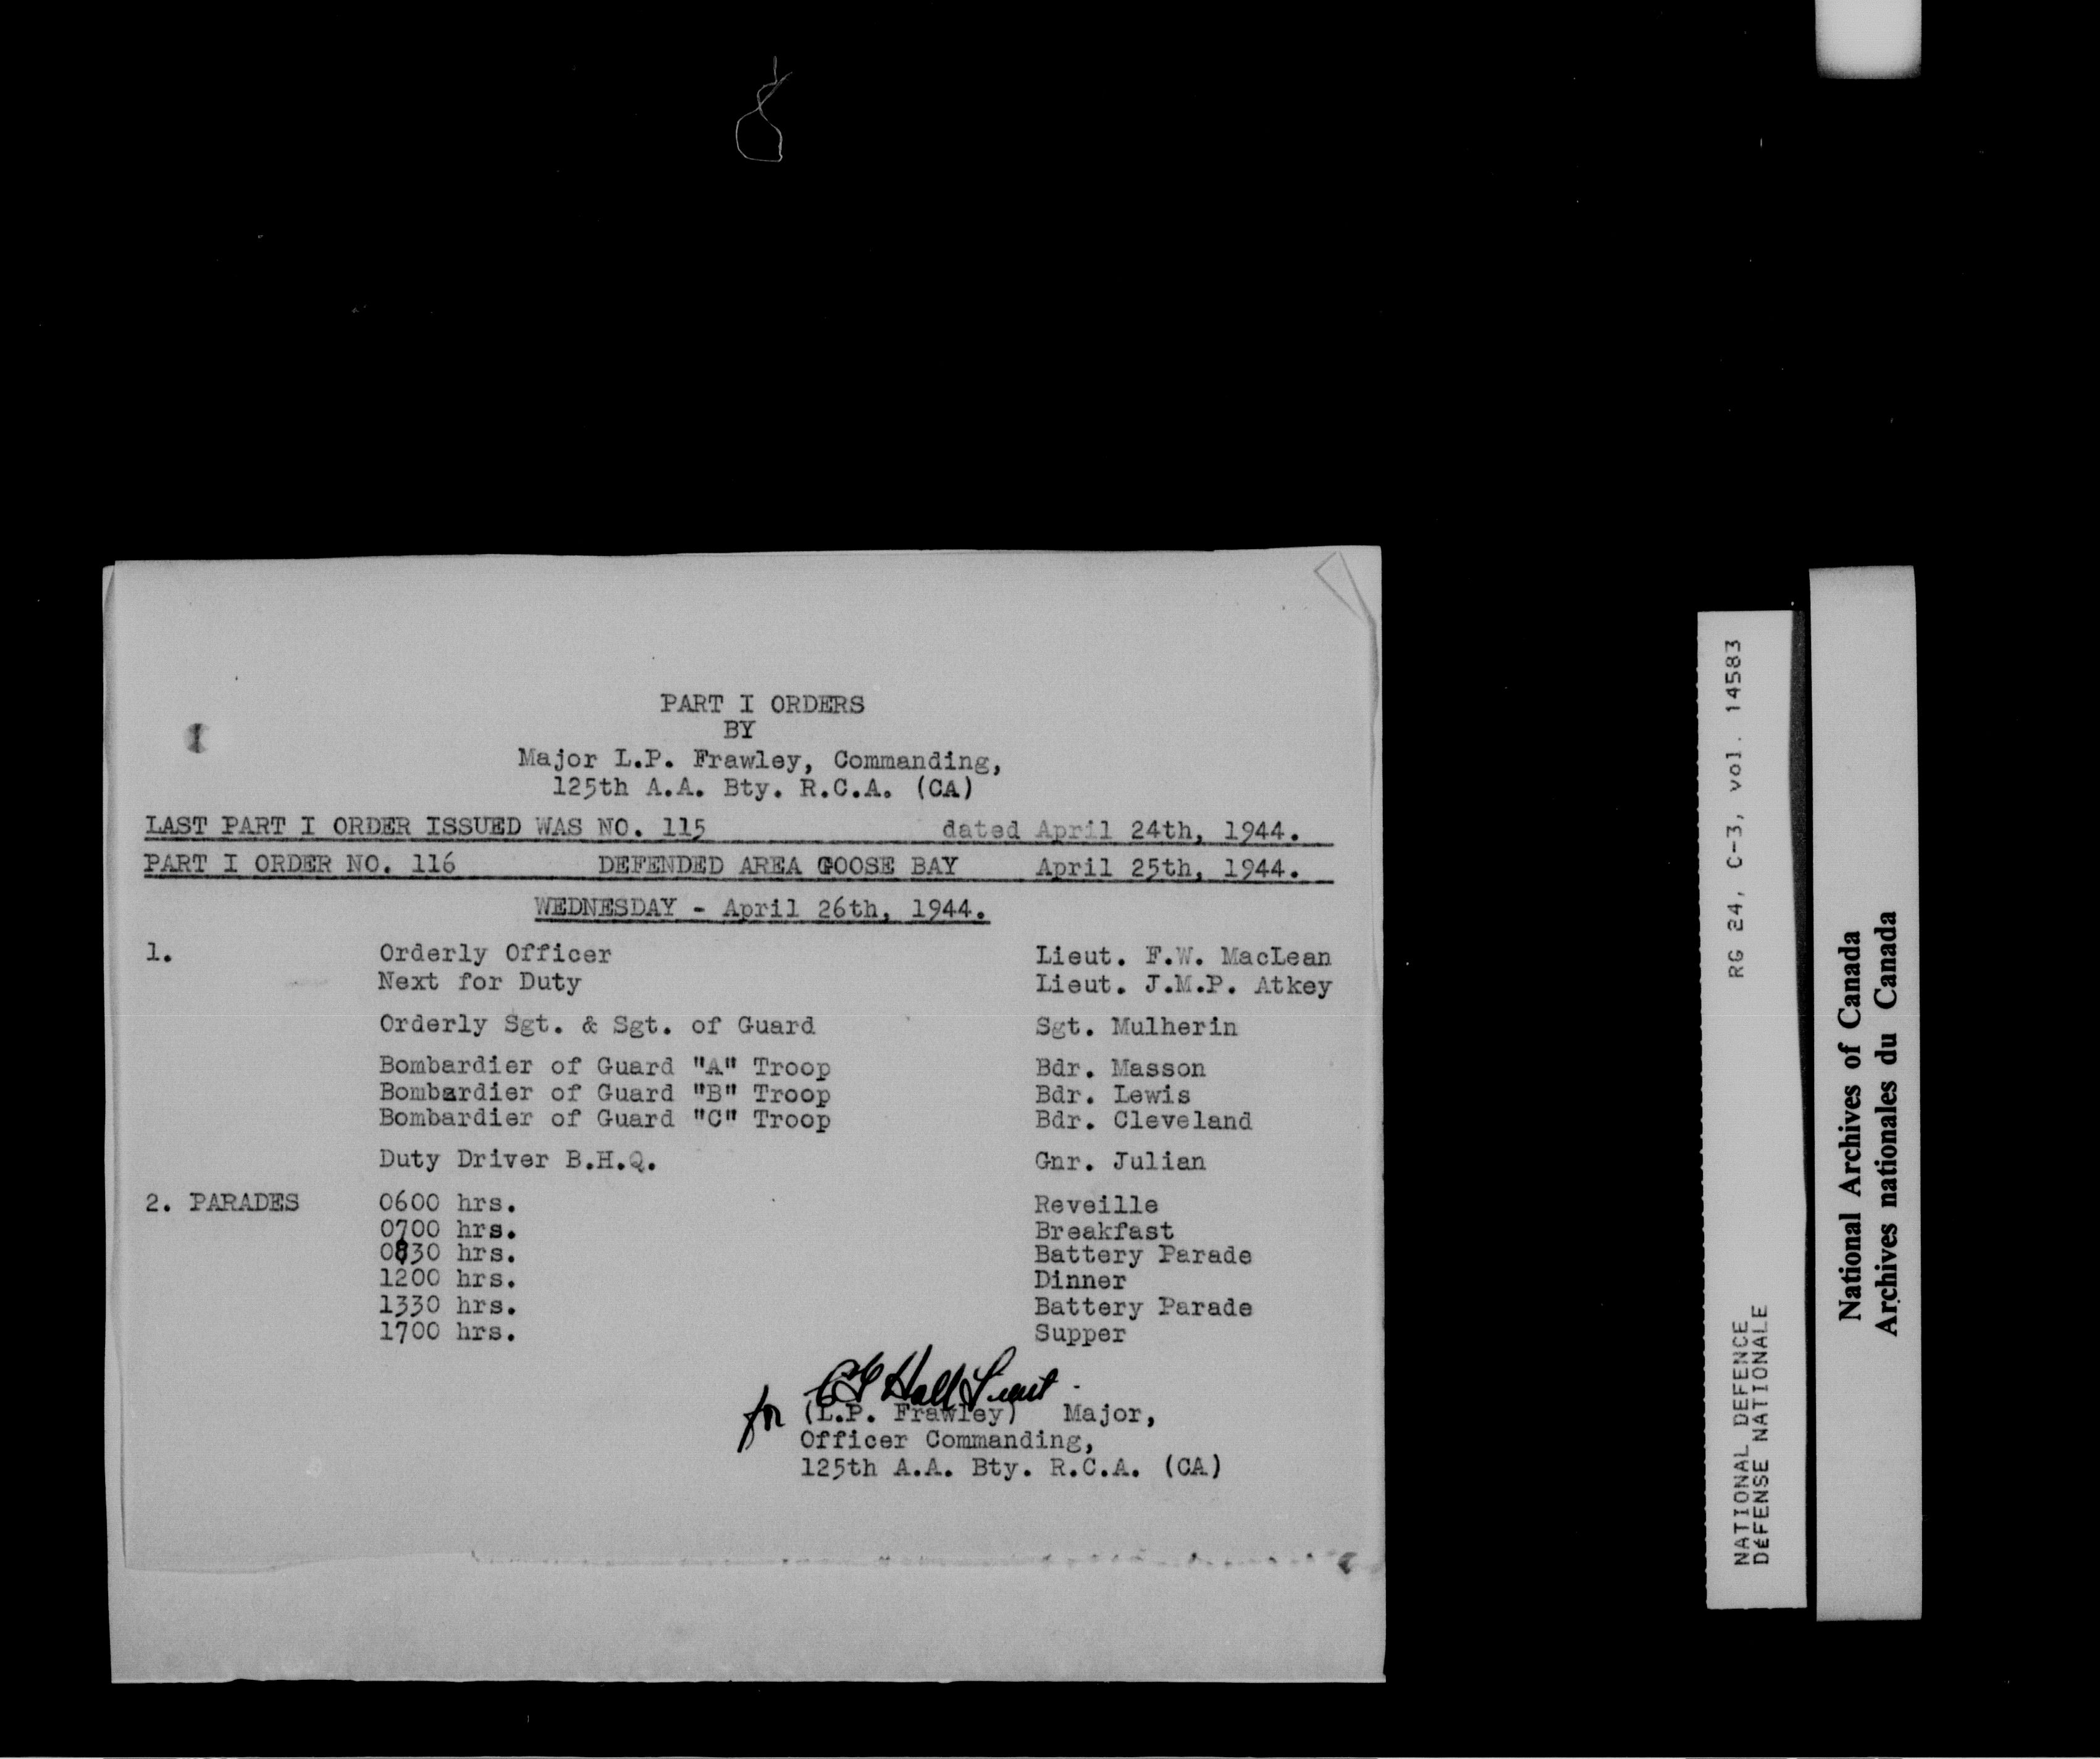 PART I ORDERS
BY
Major L.P. Frawley, Commanding,
125th A.A. Bty. R.C.A. (CA)
LAST PART I ORDER ISSUED WAS NO. 115 dated April 24th, 1944.
PART I ORDER NO. 116 DEFENDED AREA GOOSE BAY April 25th, 1944.
WEDNESDAY - April 26th, 1944.
1. Orderly Officer Lieut. F.W. MacLean
Next for Duty Lieut. J.M.P. Atkey
Orderly Sgt. & Sgt. of Guard Sgt. Mulherin
Bombardier of Guard "A" Troop Bdr. Masson
Bombardier of Guard "B" Troop Bdr. Lewis
Bombardier of Guard "C" Troop Bdr. Cleveland
Duty Driver B.H.Q. Gnr. Julian
2. PARADES 0600 hrs. Reveille
0700 hrs. Breakfast
0830 hrs. Battery Parade
1200 hrs. Dinner
1330 hrs. Battery Parade
1700 hrs. Supper
Hall Lieut.
for (L.P. Frawley) Major,
Officer Commanding,
125th A.A. Bty. R.C.A. (CA)
RG 24, C-3, vol. 14583
NATIONAL DEFENCE
DÉFENSE NATIONALE
National Archives of Canada
Archives nationales du Canada